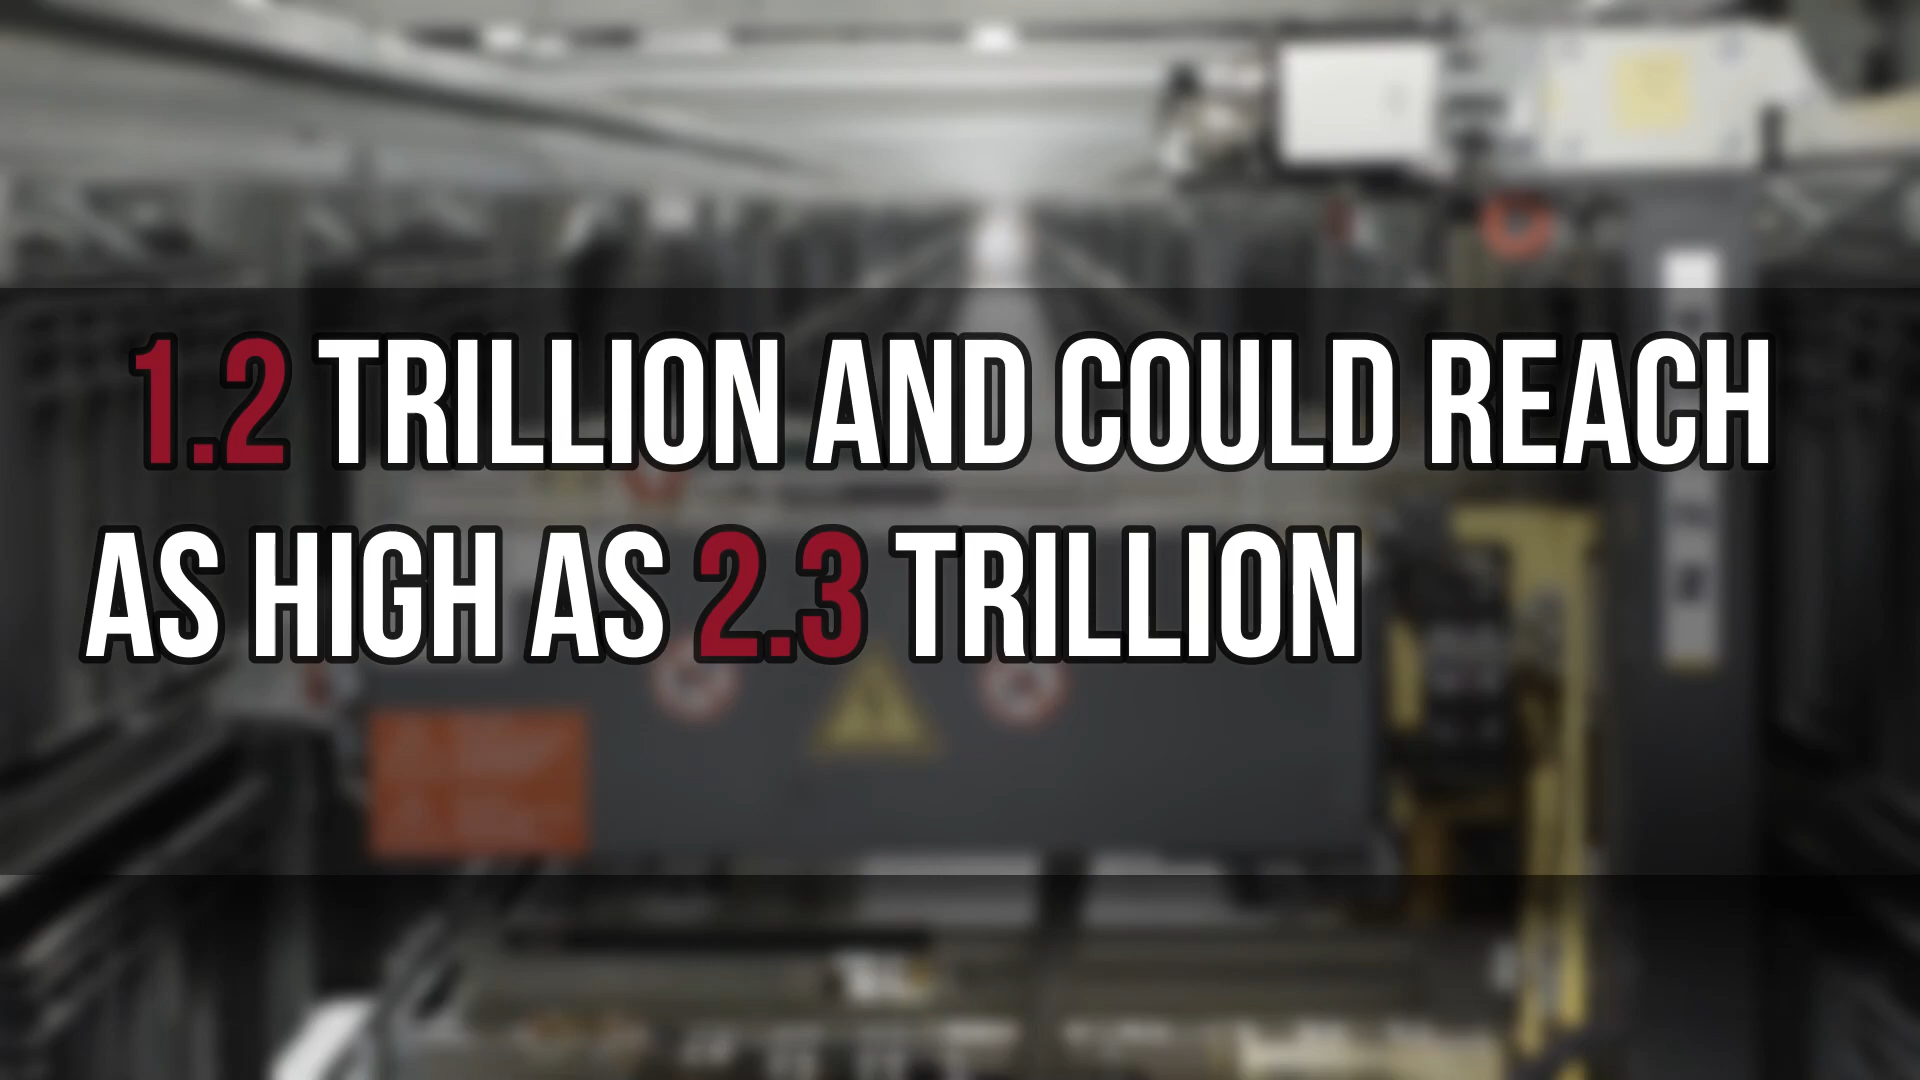 1.2 TRILLION AND COULD REACH
AS HIGH AS 2.3 TRILLION